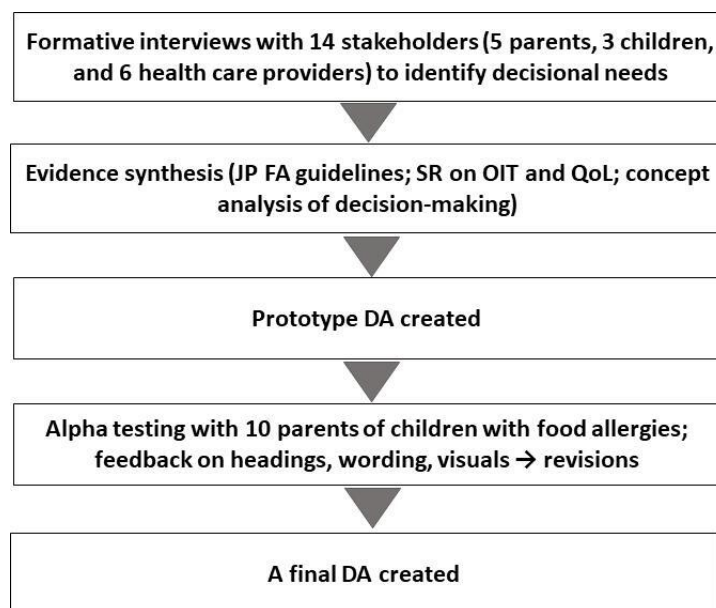 Formative interviews with 14 stakeholders (5 parents, 3 children,
and 6 health care providers) to identify decisional needs
Evidence synthesis (JP FA guidelines; SR on OIT and QoL; concept
analysis of decision-making)
Prototype DA created
Alpha testing with 10 parents of children with food allergies;
feedback on headings, wording, visuals → revisions
A final DA created